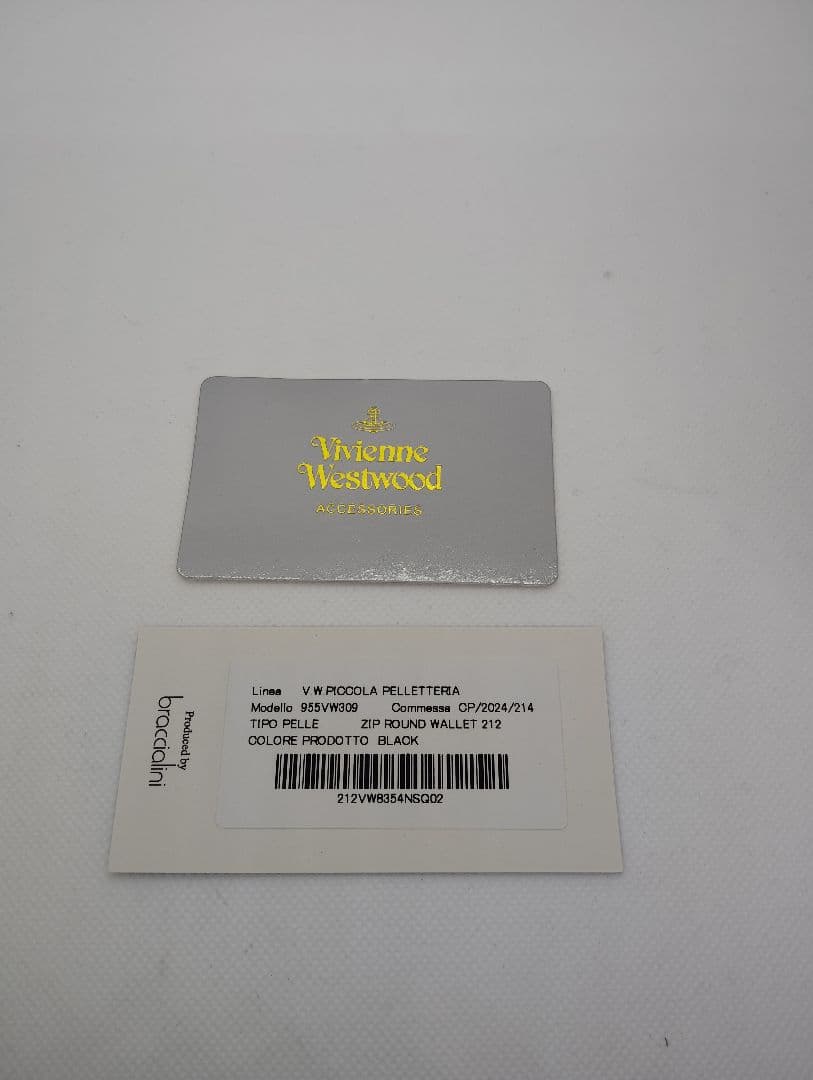 Vivienne
Westwood
ACCESSORIES
Produced by
braccialini
Linea V W PICCOLA PELLETTERIA
Modello 955VW309 Commessa CP/2024/214
TIPO PELLE ZIP ROUND WALLET 212
COLORE PRODOTTO BLACK
212VW8354NSQ02